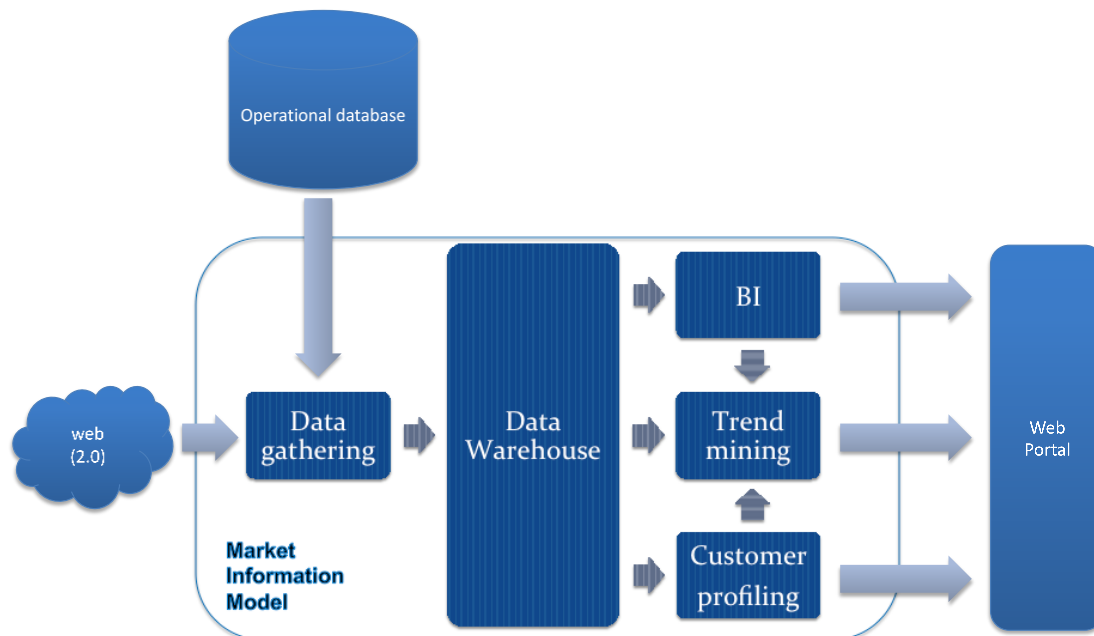 Operational database
web
(2.0)
Data
gathering
Data
Warehouse
BI
Trend
mining
Customer
profiling
Web
Portal
Market
Information
Model